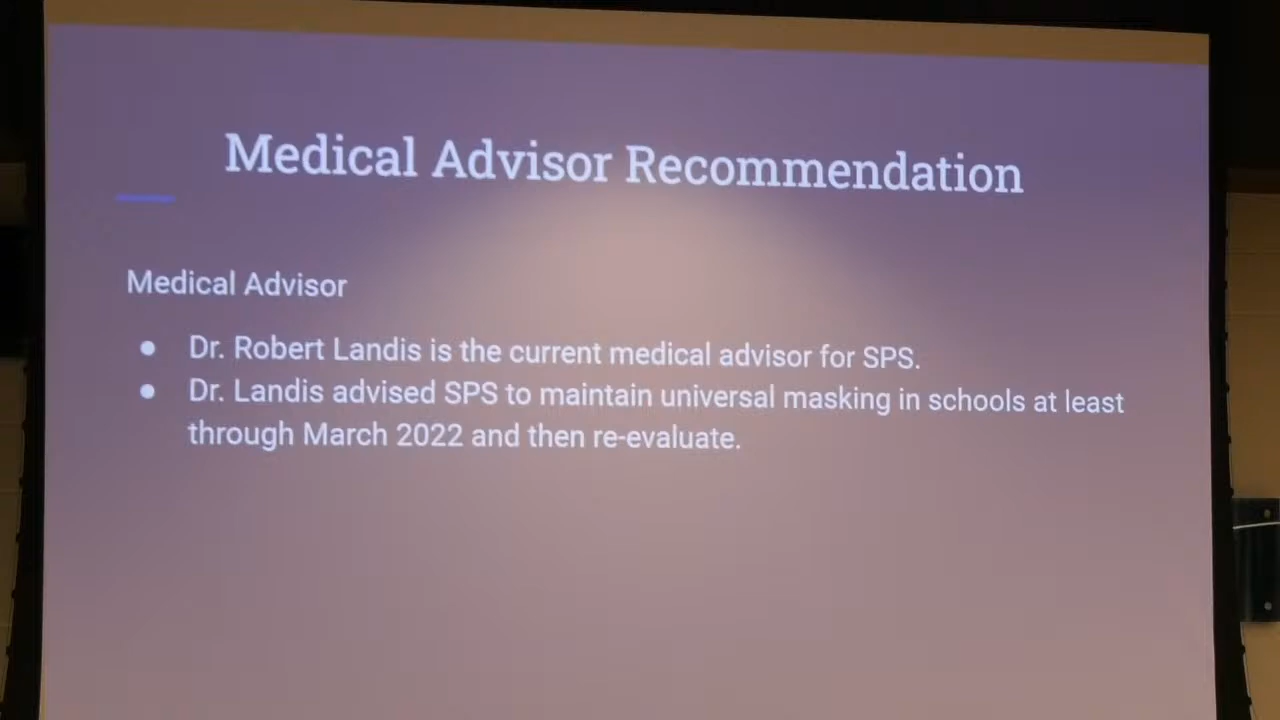 Medical Advisor Recommendation
Medical Advisor
● Dr. Robert Landis is the current medical advisor for SPS.
● Dr. Landis advised SPS to maintain universal masking in schools at least
through March 2022 and then re-evaluate.